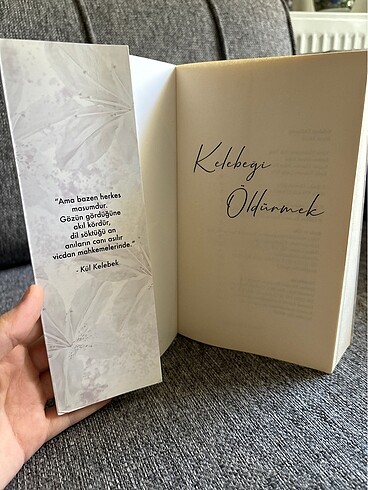 "Ama bazen herkes
masumdur.
Gözün gördüğüne
akıl kördür,
dil söktüğü an
anıların canı asılır
vicdan mahkemelerinde."
- Kül Kelebek
Kelebeği
Öldürmek